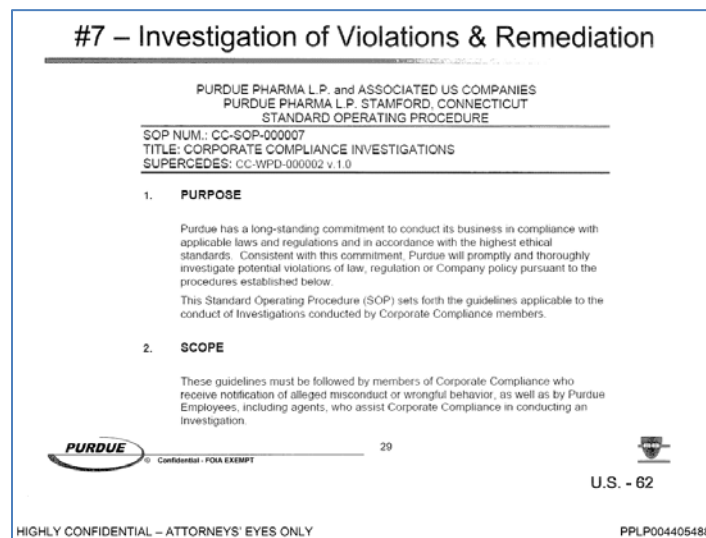 #7 – Investigation of Violations & Remediation
PURDUE PHARMA L.P. and ASSOCIATED US COMPANIES
PURDUE PHARMA L.P. STAMFORD, CONNECTICUT
STANDARD OPERATING PROCEDURE
SOP NUM.: CC-SOP-000007
TITLE: CORPORATE COMPLIANCE INVESTIGATIONS
SUPERCEDES: CC-WPD-000002 v.1.0
1. PURPOSE
Purdue has a long-standing commitment to conduct its business in compliance with
applicable laws and regulations and in accordance with the highest ethical
standards. Consistent with this commitment, Purdue will promptly and thoroughly
investigate potential violations of law, regulation or Company policy pursuant to the
procedures established below.
This Standard Operating Procedure (SOP) sets forth the guidelines applicable to the
conduct of Investigations conducted by Corporate Compliance members.
2. SCOPE
These guidelines must be followed by members of Corporate Compliance who
receive notification of alleged misconduct or wrongful behavior, as well as by Purdue
Employees, including agents, who assist Corporate Compliance in conducting an
Investigation.
PURDUE
© Confidential - FOIA EXEMPT
29
U.S. - 62
HIGHLY CONFIDENTIAL – ATTORNEYS' EYES ONLY
PPLP004405488